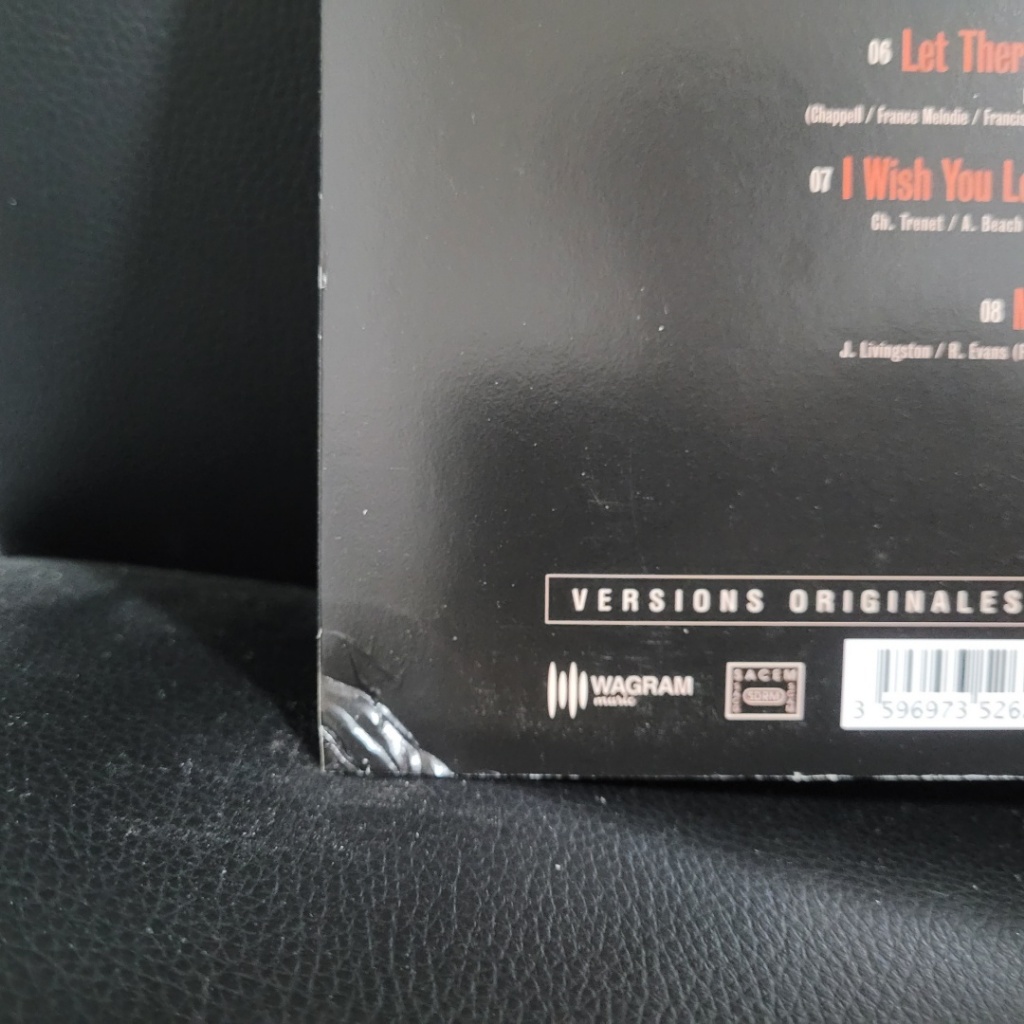 06 Let Ther
(Chappell / France Melodie / Francis
07 I Wish You Lo
Ch. Trenet / A. Beach
08
J. Livingston / R. Evans (P
VERSIONS ORIGINALES
WAGRAM
music
SACEM
SDRM
3 596973 526